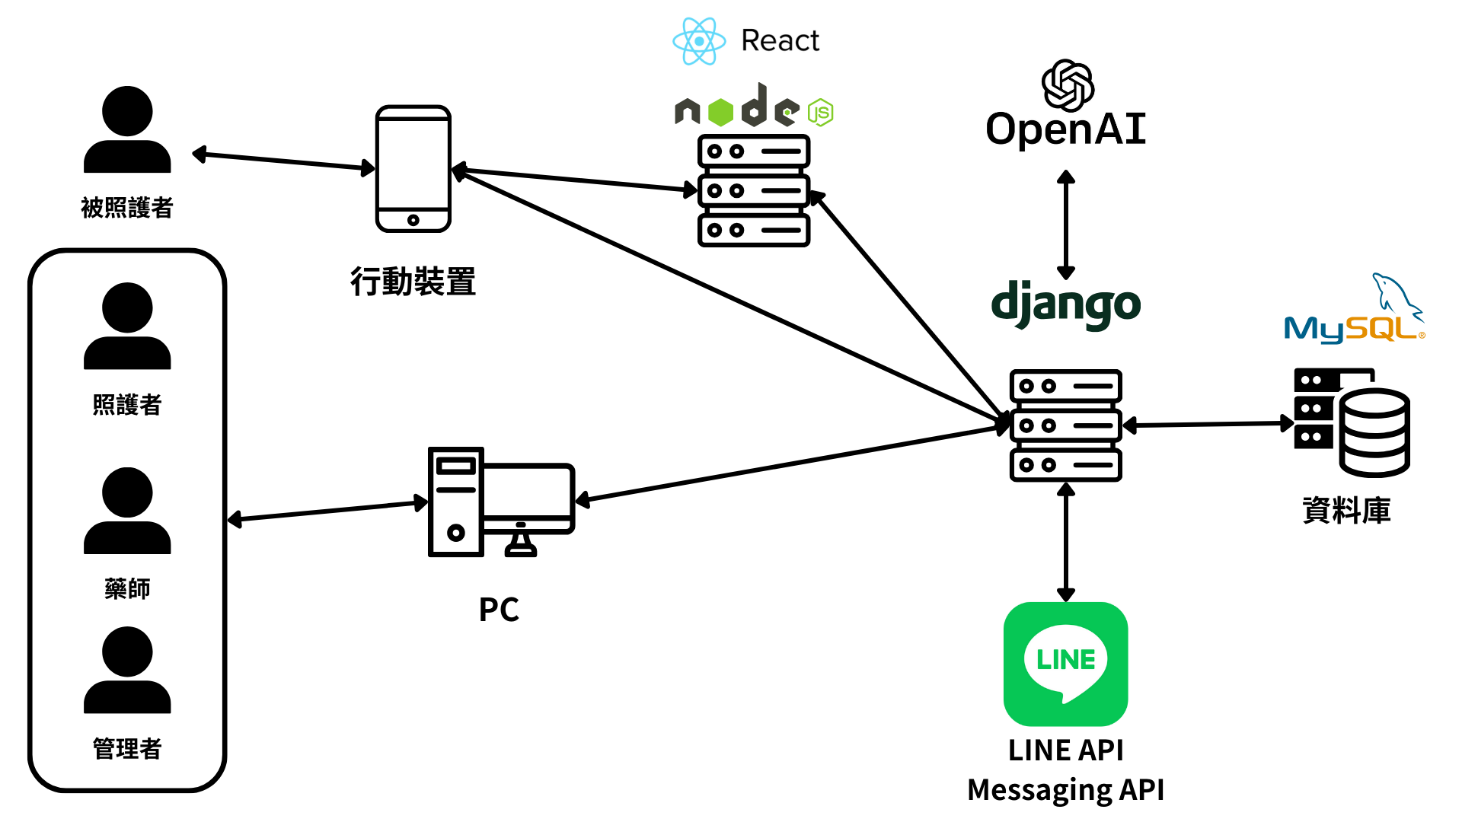 React
node
JS
OpenAI
被照護者
行動裝置
django
MySQL®
照護者
資料庫
藥師
PC
LINE
管理者
LINE API
Messaging API